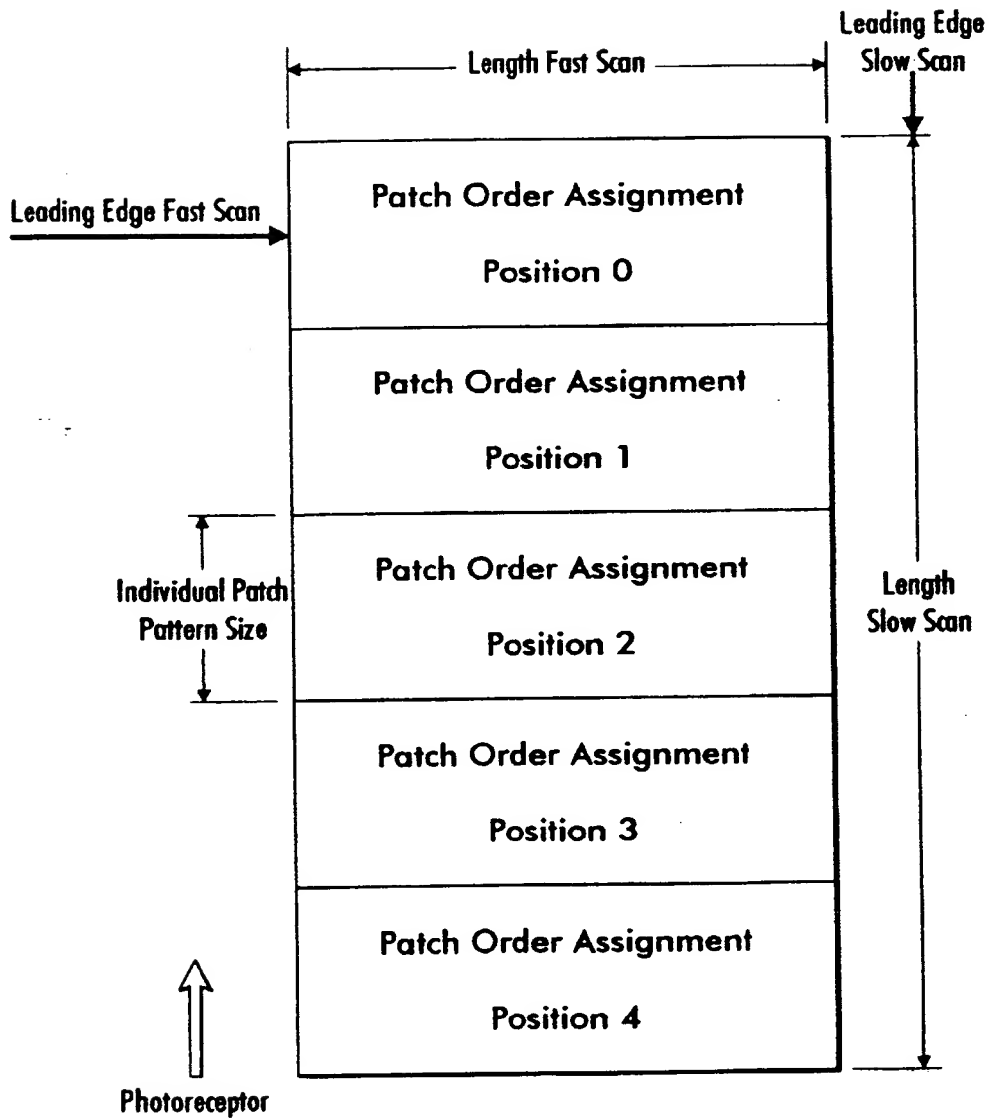 Leading Edge
Slow Scan
Length Fast Scan
Patch Order Assignment
Position 0
Leading Edge Fast Scan
Patch Order Assignment
Position 1
Patch Order Assignment
Position 2
Individual Patch
Pattern Size
Length
Slow Scan
Patch Order Assignment
Position 3
Patch Order Assignment
Position 4
Photoreceptor